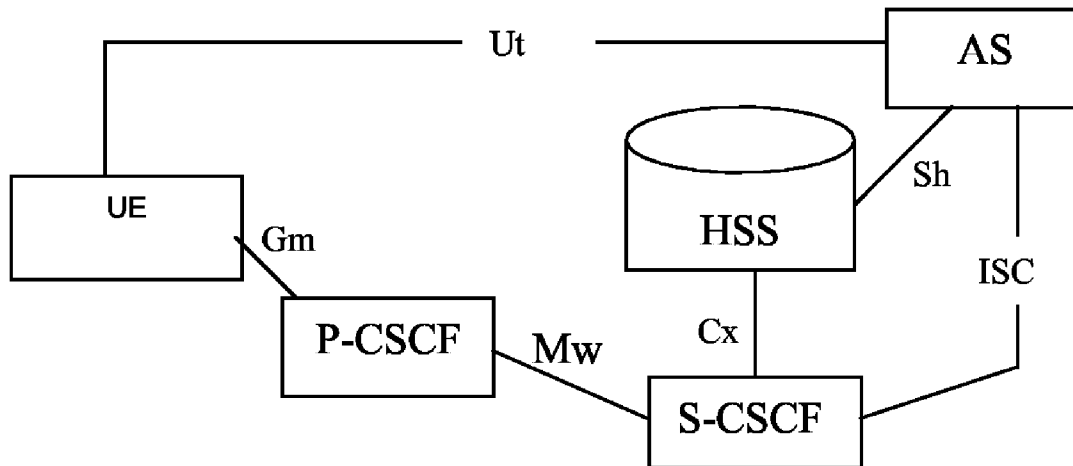 Ut
AS
UE
Sh
HSS
Gm
ISC
P-CSCF
Mw
Cx
S-CSCF